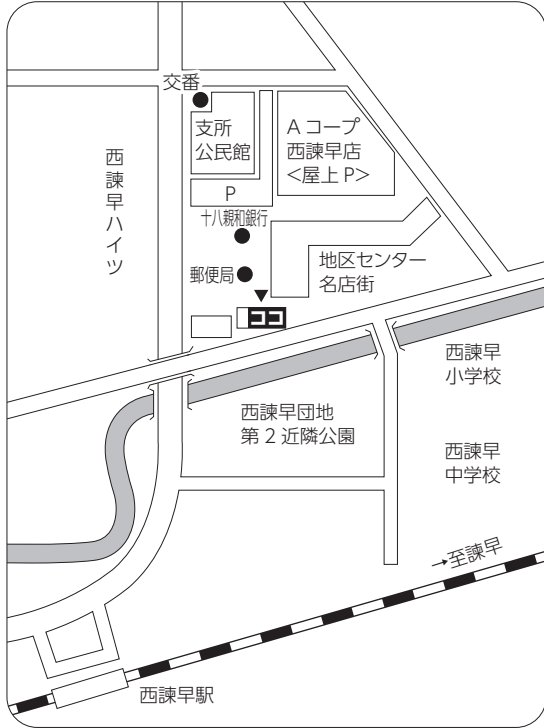 交番
支所
公民館
Aコープ
西諫早店
<屋上P>
西諫早ハイツ
P
十八親和銀行
郵便局
地区センター
名店街
ココ
西諫早
小学校
西諫早団地
第2近隣公園
西諫早
中学校
→至諫早
西諫早駅